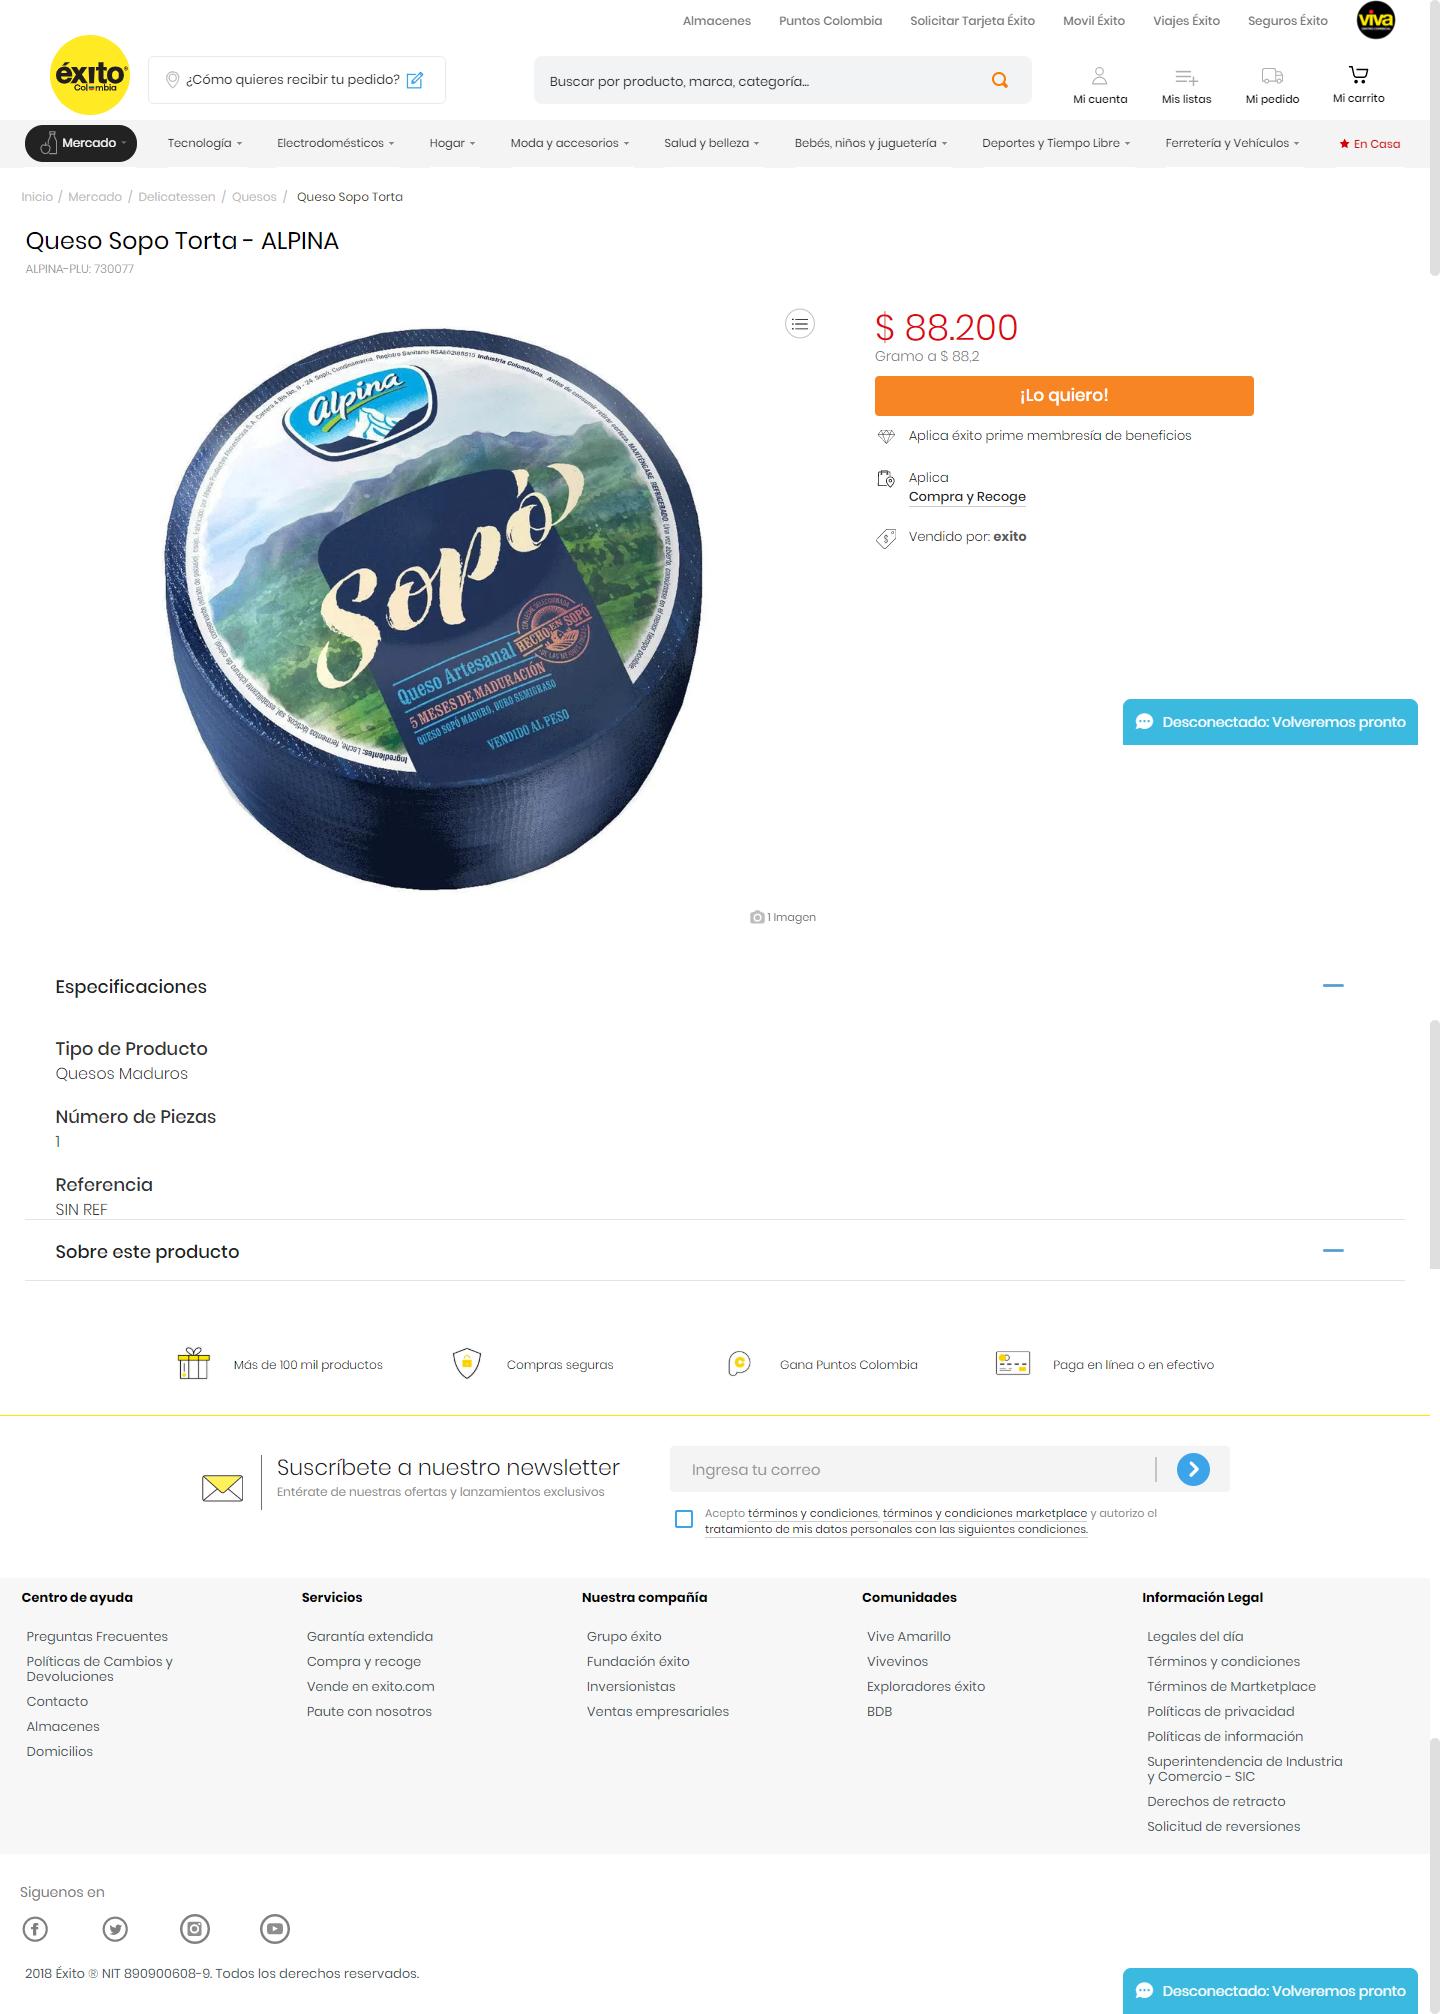 Almacenes Puntos Colombia Solicitar Tarjeta Éxito Movil Éxito Viajes Éxito Seguros Éxito viva
éxito
Colombia
¿Cómo quieres recibir tu pedido?
Buscar por producto, marca, categoría...
Mi cuenta Mis listas Mi pedido Mi carrito
Mercado Tecnología Electrodomésticos Hogar Moda y accesorios Salud y belleza Bebés, niños y juguetería Deportes y Tiempo Libre Ferretería y Vehículos En Casa
Inicio / Mercado / Delicatessen / Quesos / Queso Sopo Torta
Queso Sopo Torta - ALPINA
ALPINA-PLU: 730077
Alpina
Sopó
HECHO EN SOPÓ
Queso Artesanal
5 MESES DE MADURACIÓN
QUESO SOPÓ MADURO, DURO SEMIGRASO
VENDIDO AL PESO
1 Imagen
$ 88.200
Gramo a $ 88,2
¡Lo quiero!
Aplica éxito prime membresía de beneficios
Aplica
Compra y Recoge
Vendido por: exito
Desconectado: Volveremos pronto
Especificaciones
Tipo de Producto
Quesos Maduros
Número de Piezas
1
Referencia
SIN REF
Sobre este producto
Más de 100 mil productos Compras seguras Gana Puntos Colombia Paga en línea o en efectivo
Suscríbete a nuestro newsletter
Entérate de nuestras ofertas y lanzamientos exclusivos
Ingresa tu correo
Acepto términos y condiciones, términos y condiciones marketplace y autorizo el
tratamiento de mis datos personales con las siguientes condiciones.
Centro de ayuda
Preguntas Frecuentes
Políticas de Cambios y
Devoluciones
Contacto
Almacenes
Domicilios
Servicios
Garantía extendida
Compra y recoge
Vende en exito.com
Paute con nosotros
Nuestra compañía
Grupo éxito
Fundación éxito
Inversionistas
Ventas empresariales
Comunidades
Vive Amarillo
Vivevinos
Exploradores éxito
BDB
Información Legal
Legales del día
Términos y condiciones
Términos de Martketplace
Políticas de privacidad
Políticas de información
Superintendencia de Industria
y Comercio - SIC
Derechos de retracto
Solicitud de reversiones
Siguenos en
2018 Éxito ® NIT 890900608-9. Todos los derechos reservados.
Desconectado: Volveremos pronto